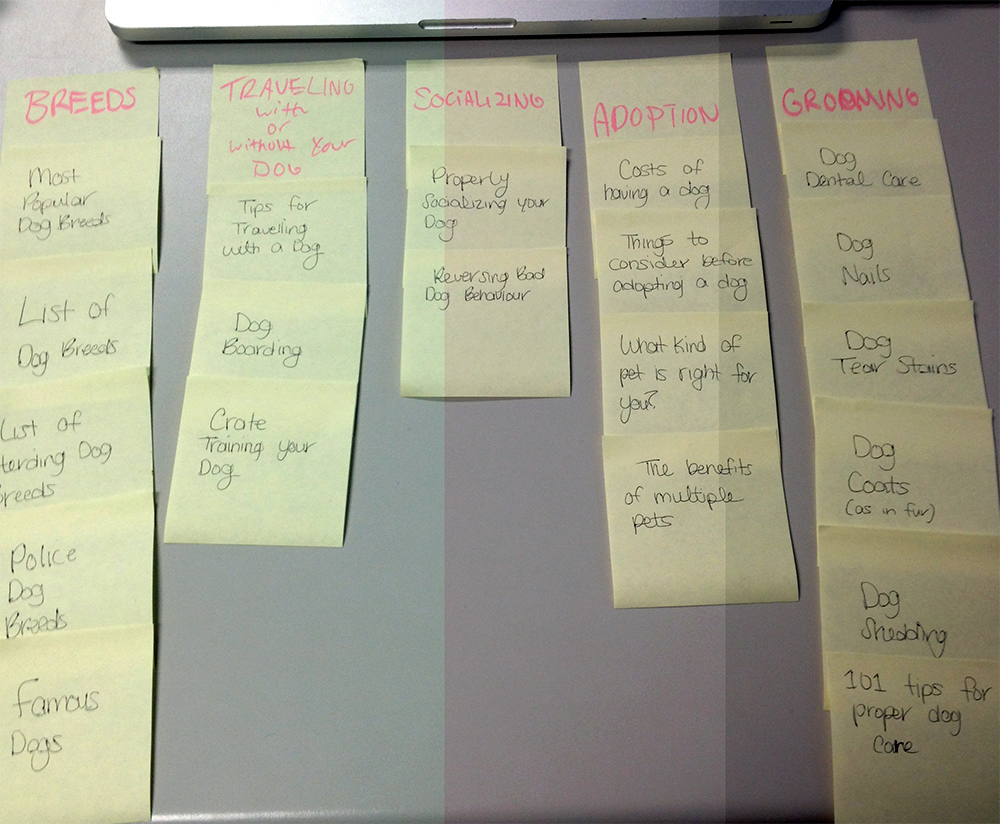 BREEDS
Most
Popular
Dog Breeds
List of
Dog Breeds
List of
Herding Dog
Breeds
Police
Dog
Breeds
Famous
Dogs
TRAVELING
with
or
without Your
DOG
Tips for
Travelling
with a Dog
Dog
Boarding
Crate
Training your
Dog
SOCIALIZING
Properly
Socializing your
Dog
Reversing Bad
Dog Behaviour
ADOPTION
Costs of
having a dog
Things to
consider before
adopting a dog
What kind of
pet is right for
you?
The benefits
of multiple
pets
GROOMING
Dog
Dental Care
Dog
Nails
Dog
Tear Stains
Dog
Coats
(as in fur)
Dog
Shedding
101 tips for
proper dog
care